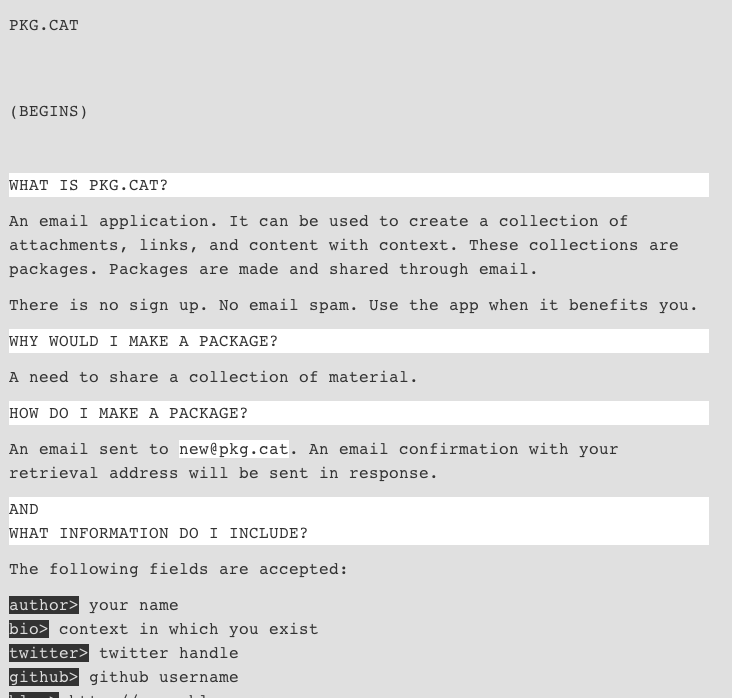 PKG.CAT
(BEGINS)
WHAT IS PKG.CAT?
An email application. It can be used to create a collection of
attachments, links, and content with context. These collections are
packages. Packages are made and shared through email.
There is no sign up. No email spam. Use the app when it benefits you.
WHY WOULD I MAKE A PACKAGE?
A need to share a collection of material.
HOW DO I MAKE A PACKAGE?
An email sent to new@pkg.cat. An email confirmation with your
retrieval address will be sent in response.
AND
WHAT INFORMATION DO I INCLUDE?
The following fields are accepted:
author> your name
bio> context in which you exist
twitter> twitter handle
github> github username